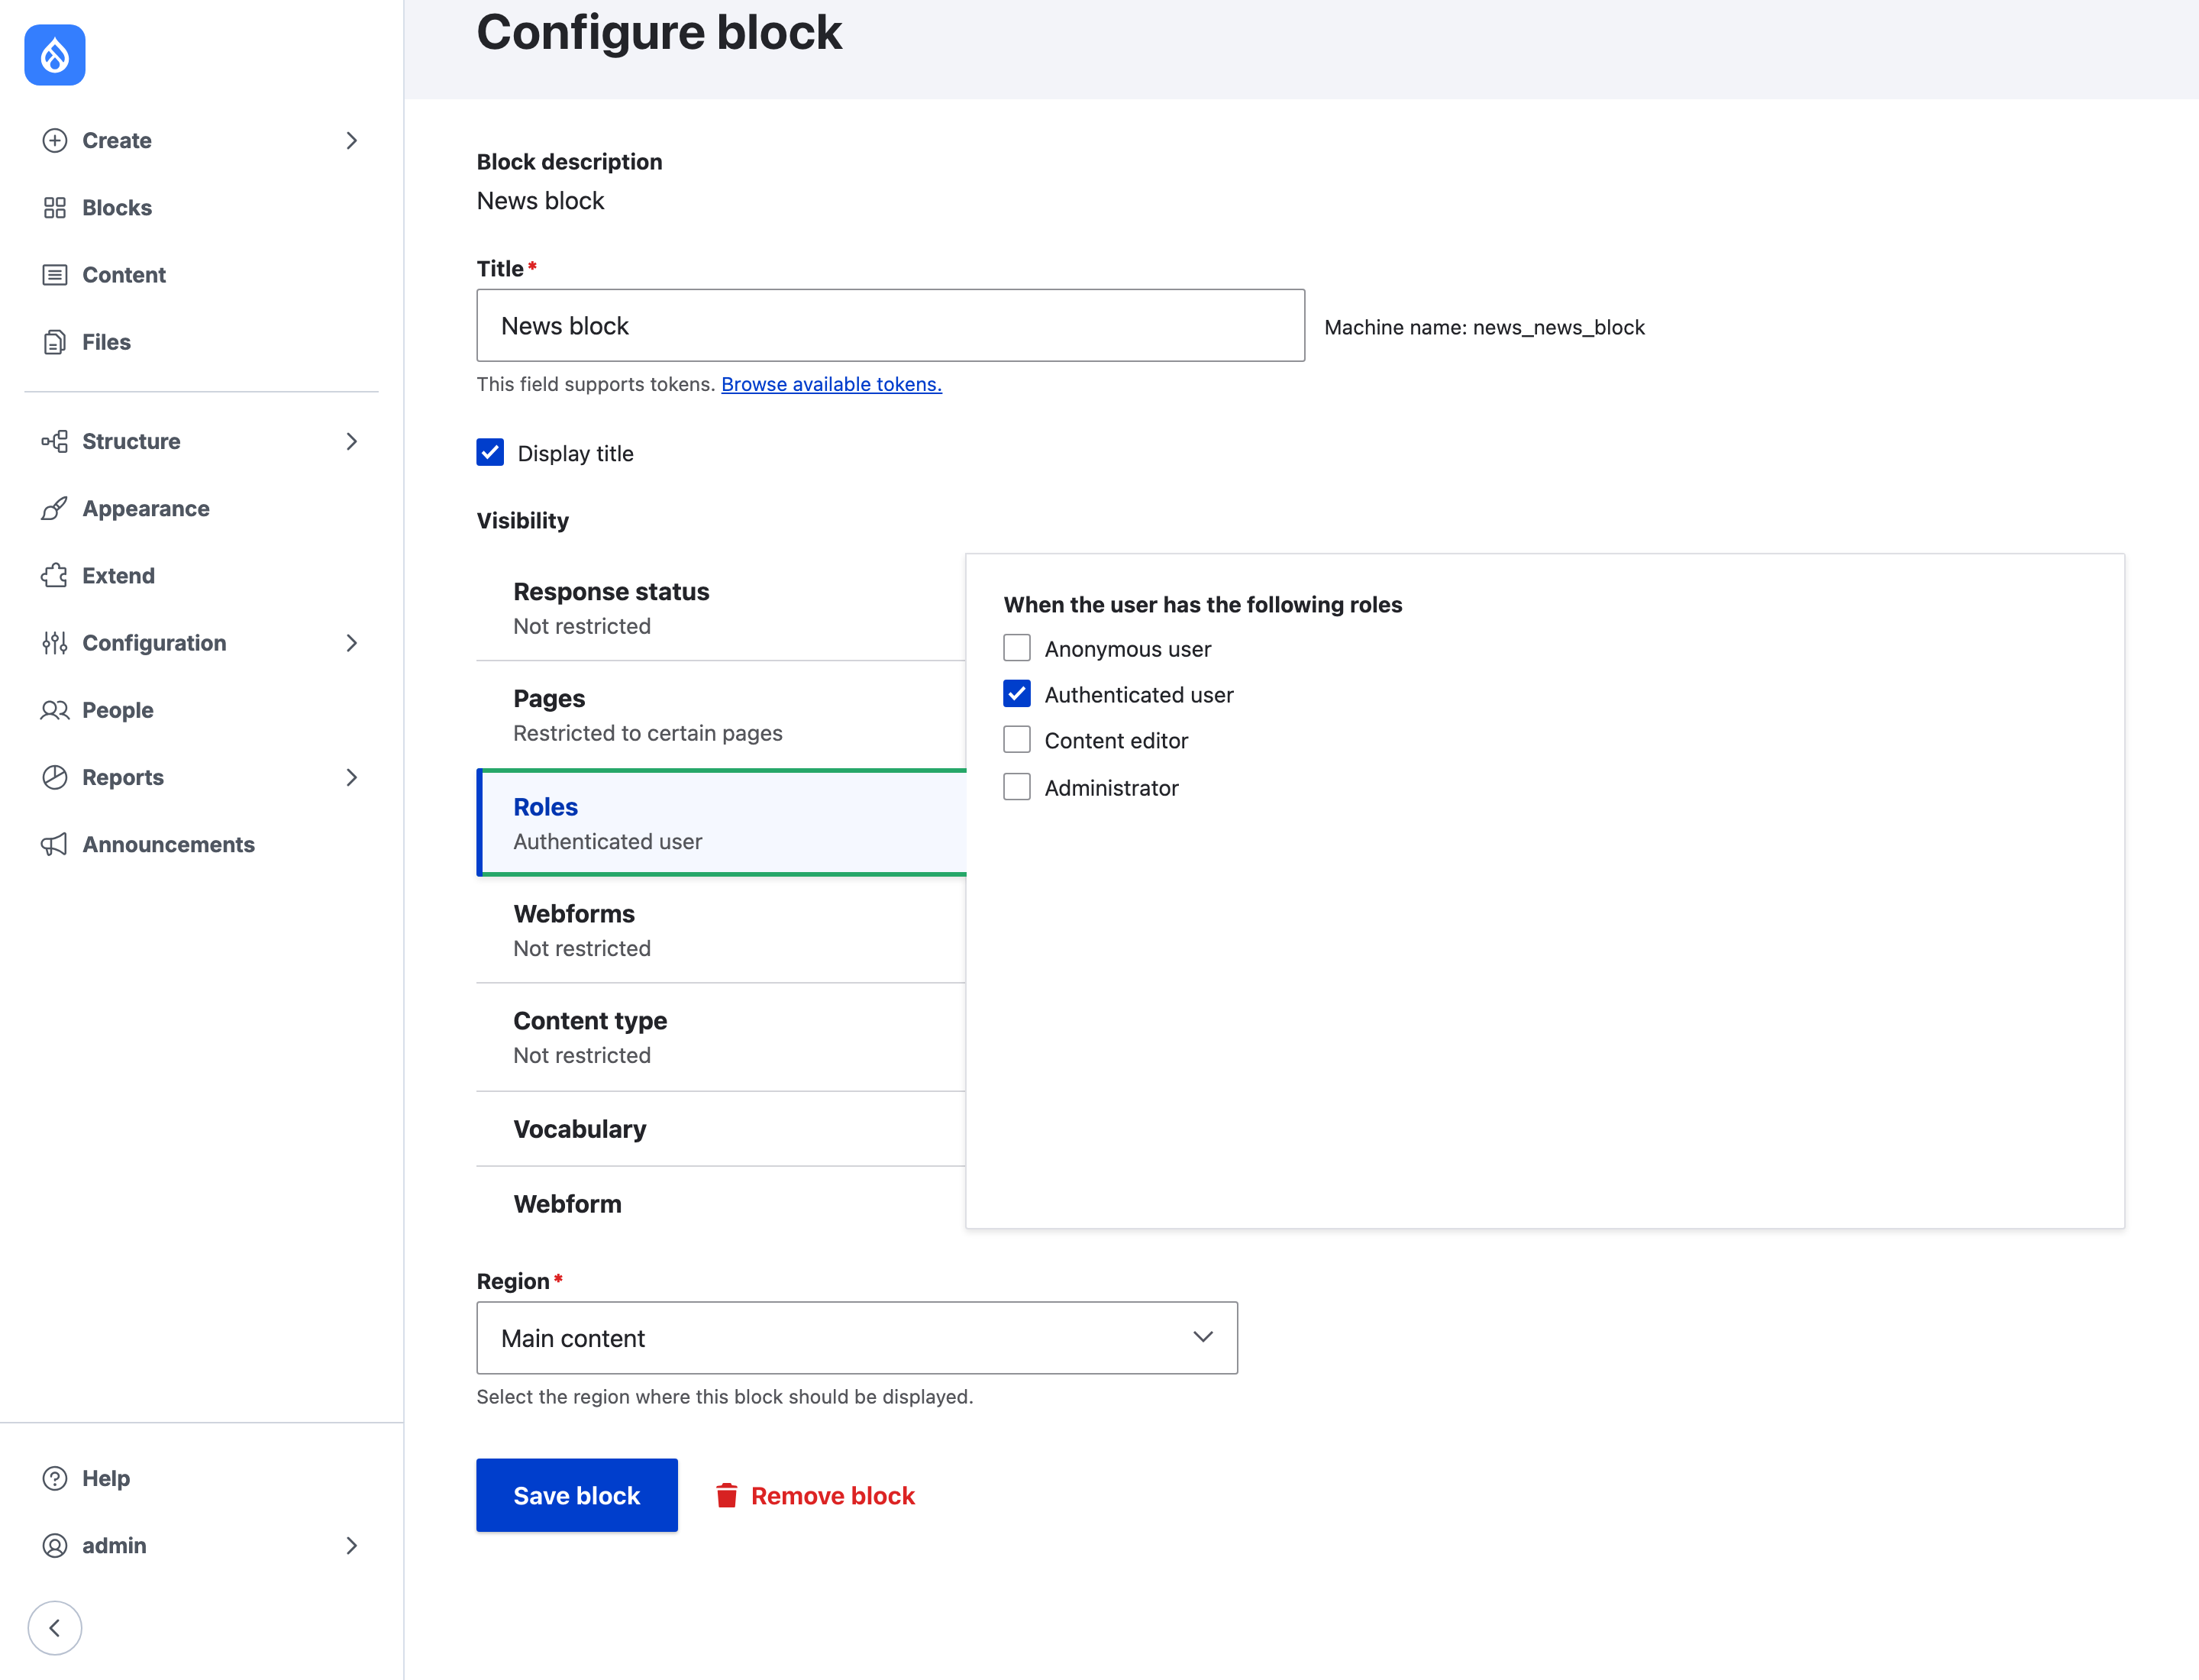 Configure block
Create
Blocks
Content
Files
Structure
Appearance
Extend
Configuration
People
Reports
Announcements
Help
admin
Block description
News block
Title*
News block
Machine name: news_news_block
This field supports tokens. Browse available tokens.
Display title
Visibility
Response status
Not restricted
Pages
Restricted to certain pages
Roles
Authenticated user
Webforms
Not restricted
Content type
Not restricted
Vocabulary
Webform
When the user has the following roles
Anonymous user
Authenticated user
Content editor
Administrator
Region*
Main content
Select the region where this block should be displayed.
Save block
Remove block